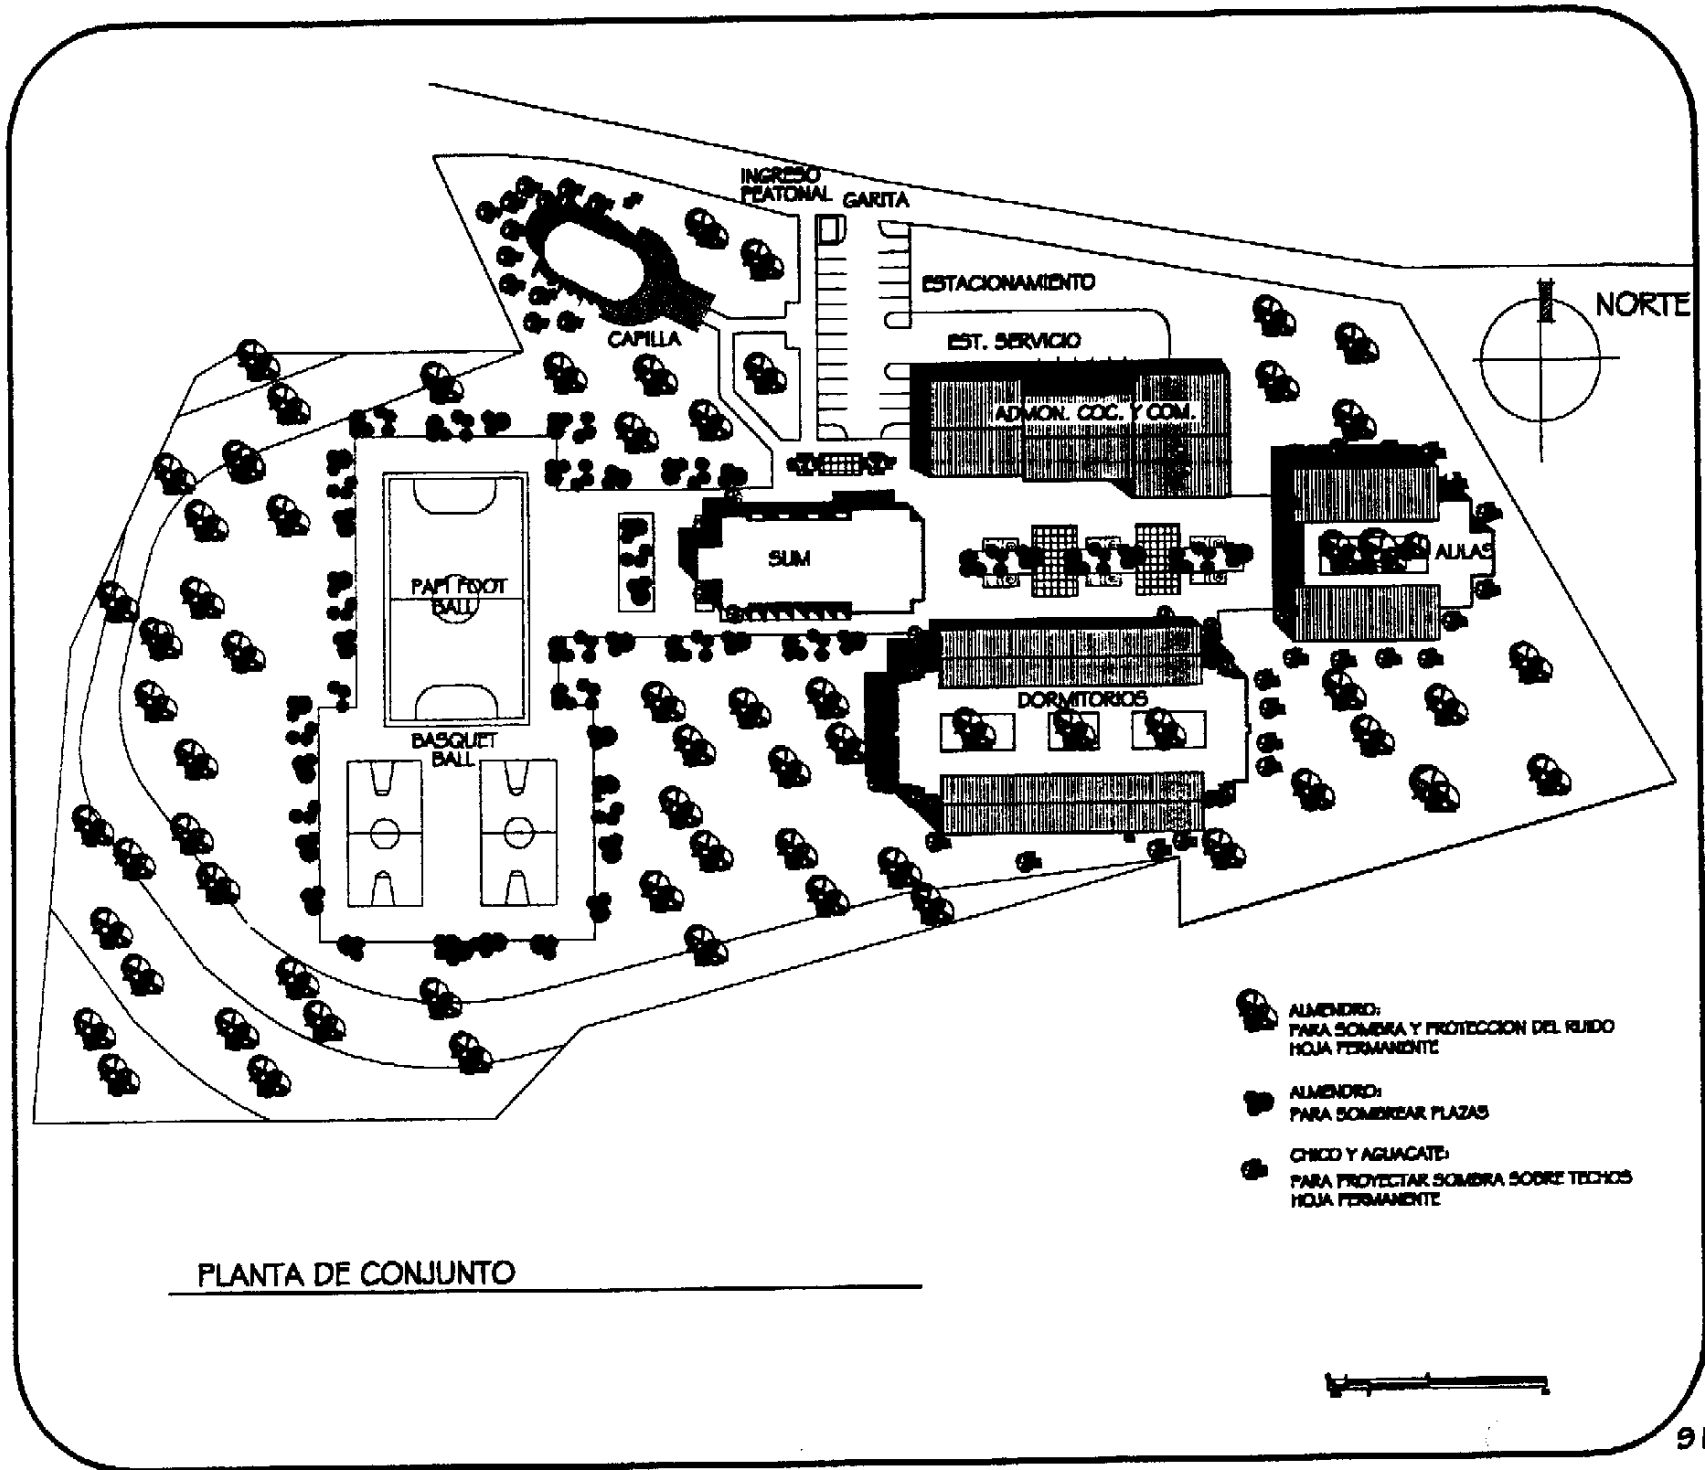 INGRESO
PEATONAL
GARITA
ESTACIONAMIENTO
NORTE
EST. SERVICIO
CAPILLA
ADMON. COC. Y COM.
SUM
AULAS
PAPI FOOT
BALL
DORMITORIOS
BASQUET
BALL
ALMENDRO:
PARA SOMBRA Y PROTECCION DEL RUIDO
HOJA PERMANENTE
ALMENDRO:
PARA SOMBREAR PLAZAS
CHICO Y AGUACATE:
PARA PROYECTAR SOMBRA SOBRE TECHOS
HOJA PERMANENTE
PLANTA DE CONJUNTO
91